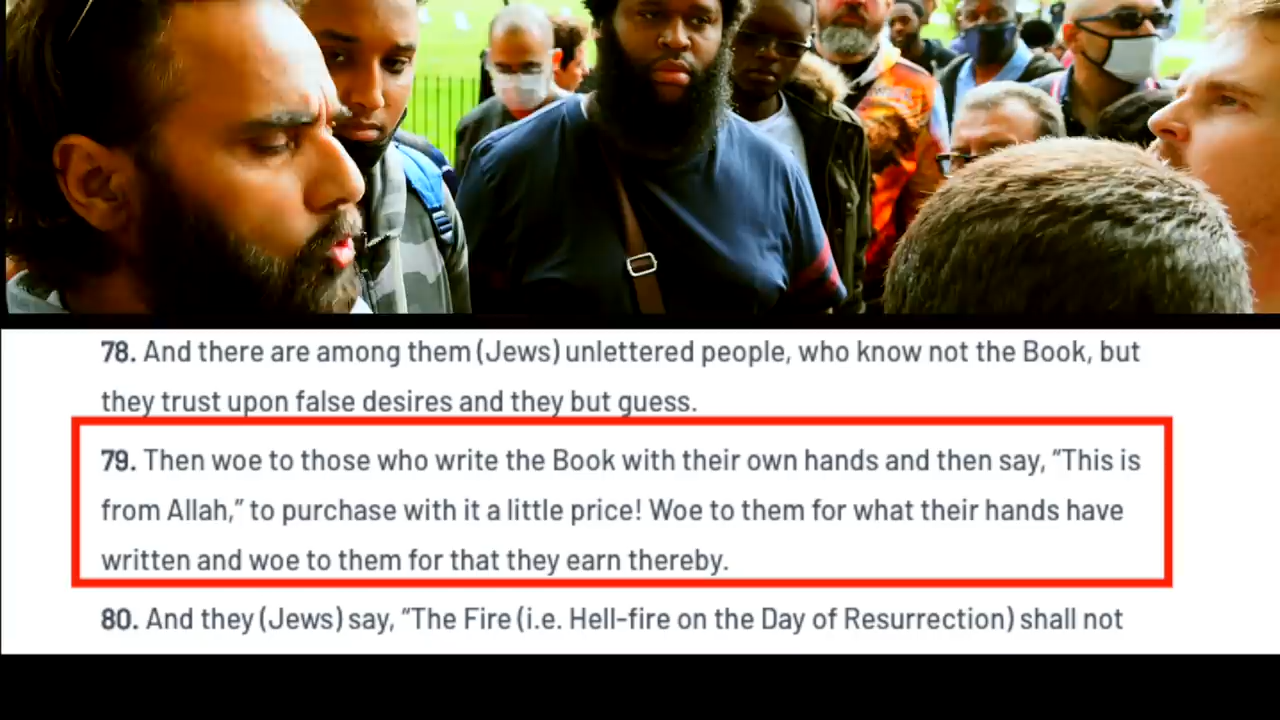 78. And there are among them (Jews) unlettered people, who know not the Book, but
they trust upon false desires and they but guess.
79. Then woe to those who write the Book with their own hands and then say, “This is
from Allah,” to purchase with it a little price! Woe to them for what their hands have
written and woe to them for that they earn thereby.
80. And they (Jews) say, “The Fire (i.e. Hell-fire on the Day of Resurrection) shall not